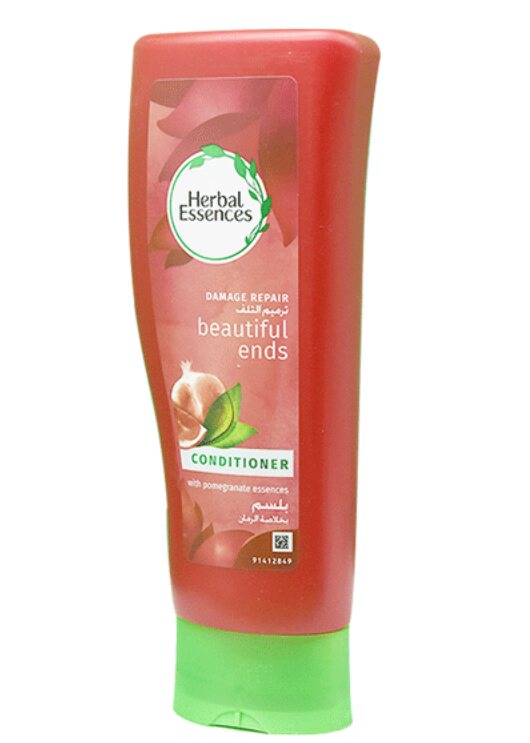 Herbal
Essences
DAMAGE REPAIR
ترميم التلف
beautiful
ends
CONDITIONER
with pomegranate essences
بلسم
بخلاصة الرمان
91412849